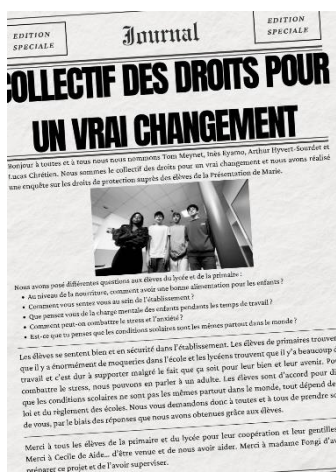 EDITION
SPECIALE
Journal
EDITION
SPECIALE
COLLECTIF DES DROITS POUR
UN VRAI CHANGEMENT
Bonjour à toutes et à tous nous nous nommons Tom Meynet, Inès Kyamo, Arthur Hyvert-Sourdet et
Lucas Chrétien. Nous sommes le collectif des droits pour un vrai changement et nous avons réalisé
une enquête sur les droits de protection auprès des élèves de la Présentation de Marie.
Nous avons posé différentes questions aux élèves du lycée et de la primaire :
• Au niveau de la nourriture, comment avoir une bonne alimentation pour les enfants ?
• Comment vous sentez vous au sein de l'établissement ?
• Que pensez vous de la charge mentale des enfants pendants les temps de travail ?
• Comment peut-on combattre le stress et l'anxiété ?
• Est-ce que tu penses que les conditions scolaires sont les mêmes partout dans le monde ?
Les élèves se sentent bien et en sécurité dans l'établissement. Les élèves de primaires trouvent
que il y a énormément de moqueries dans l'école et les lycéens trouvent que il y'a beaucoup de
travail et c'est dur à supporter malgré le fait que ça soit pour leur bien et leur avenir. Pour
combattre le stress, nous pouvons en parler à un adulte. Les élèves sont d'accord pour dire
que les conditions scolaires ne sont pas les mêmes partout dans le monde, tout dépend de la
loi et du règlement des écoles. Nous vous demandons donc à toutes et à tous de prendre soin
de vous, par le biais des réponses que nous avons obtenues grâce aux élèves.
Merci à tous les élèves de la primaire et du lycée pour leur coopération et leur gentillesse.
Merci à Cecile de Aide... d'être venue et de nous avoir aider. Merci à madame Fongi d'avoir
préparer ce projet et de l'avoir superviser.